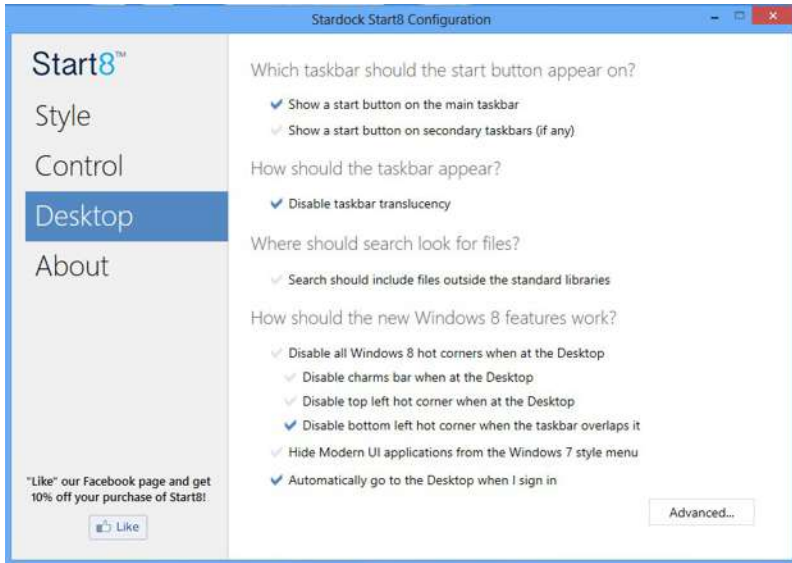 Stardock Start8 Configuration
Start8™
Style
Control
Desktop
About
"Like" our Facebook page and get
10% off your purchase of Start8!
Like
Which taskbar should the start button appear on?
Show a start button on the main taskbar
Show a start button on secondary taskbars (if any)
How should the taskbar appear?
Disable taskbar translucency
Where should search look for files?
Search should include files outside the standard libraries
How should the new Windows 8 features work?
Disable all Windows 8 hot corners when at the Desktop
Disable charms bar when at the Desktop
Disable top left hot corner when at the Desktop
Disable bottom left hot corner when the taskbar overlaps it
Hide Modern UI applications from the Windows 7 style menu
Automatically go to the Desktop when I sign in
Advanced...